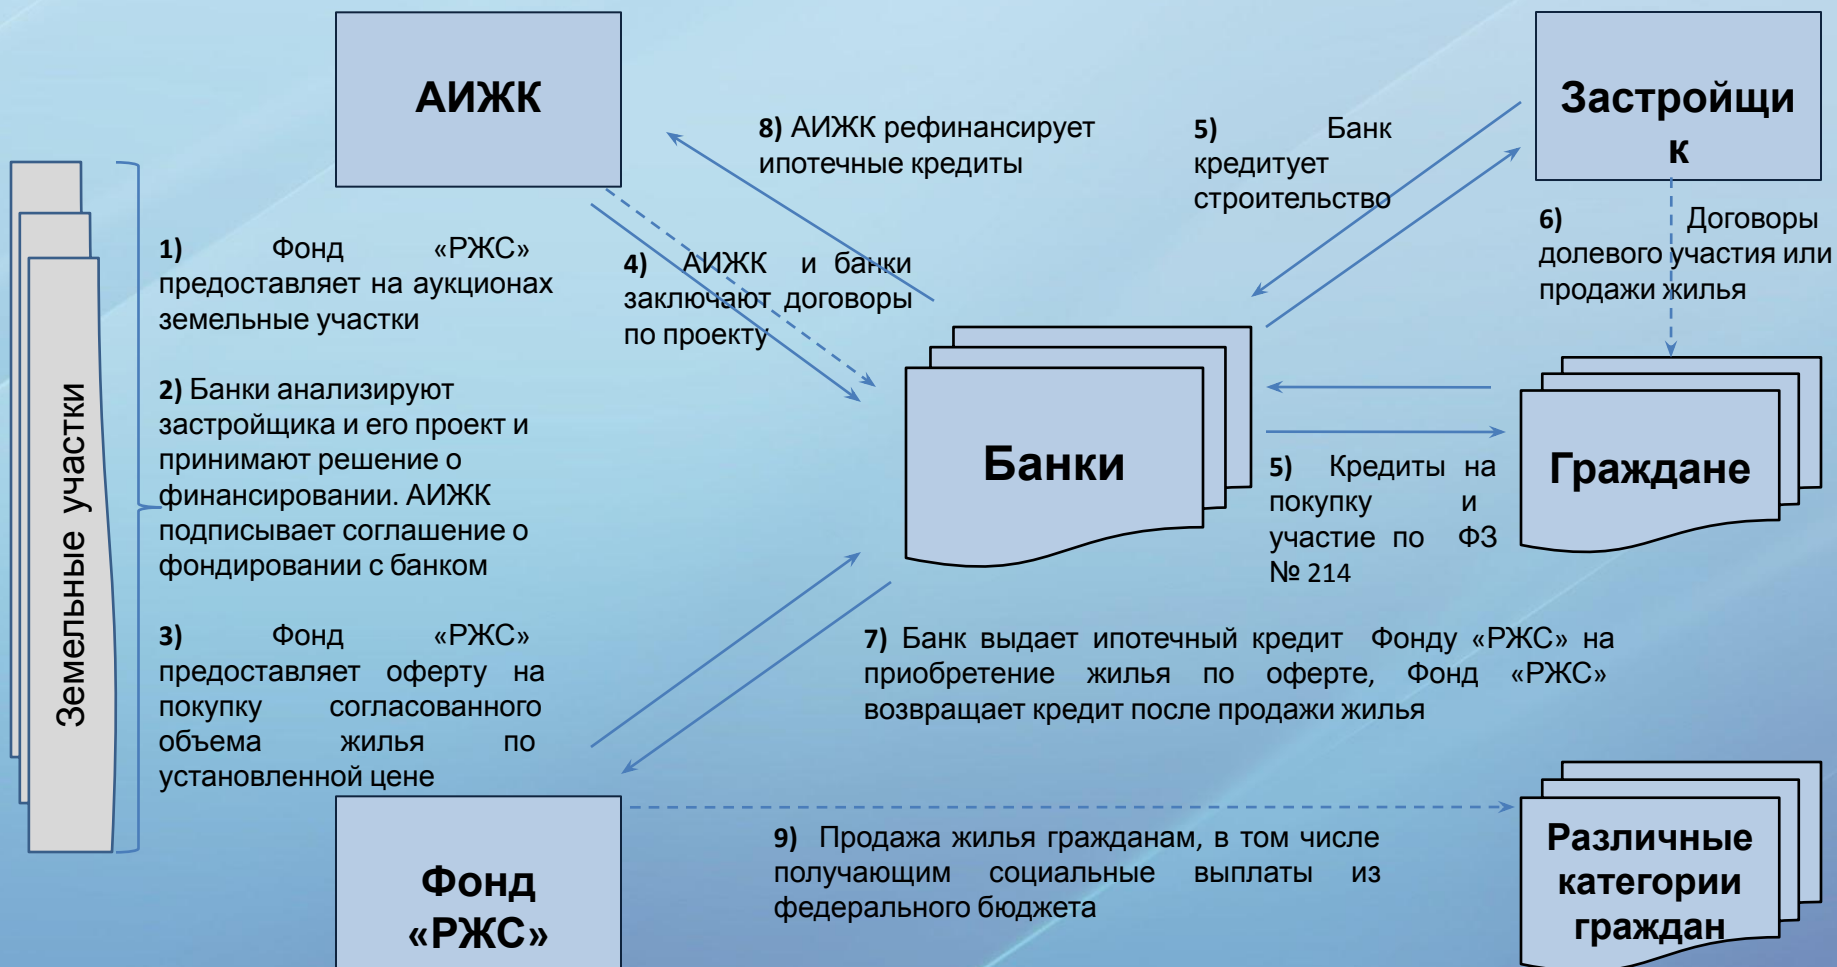 АИЖК
Застройщи
к
8) АИЖК рефинансирует
ипотечные кредиты
5) Банк
кредитует
строительство
6) Договоры
долевого участия или
продажи жилья
Земельные участки
1) Фонд «РЖС»
предоставляет на аукционах
земельные участки
4) АИЖК и банки
заключают договоры
по проекту
2) Банки анализируют
застройщика и его проект и
принимают решение о
финансировании. АИЖК
подписывает соглашение о
фондировании с банком
Банки
5) Кредиты на
покупку и
участие по ФЗ
№ 214
Граждане
3) Фонд «РЖС»
предоставляет оферту на
покупку согласованного
объема жилья по
установленной цене
7) Банк выдает ипотечный кредит Фонду «РЖС» на
приобретение жилья по оферте, Фонд «РЖС»
возвращает кредит после продажи жилья
Фонд
«РЖС»
9) Продажа жилья гражданам, в том числе
получающим социальные выплаты из
федерального бюджета
Различные
категории
граждан